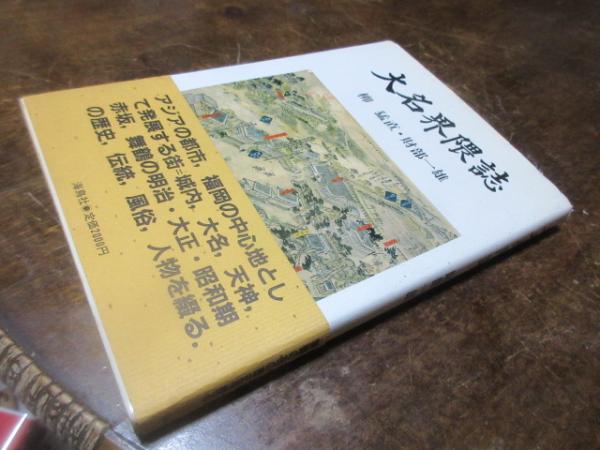 大名界隈誌
柳 猛直・財部一雄
アジアの都市、福岡の中心地とし
て発展する街=城内、大名、天神、
赤坂、舞鶴の明治、大正、昭和期
の歴史、伝統、風俗、人物を綴る。
海鳥社●定価2000円